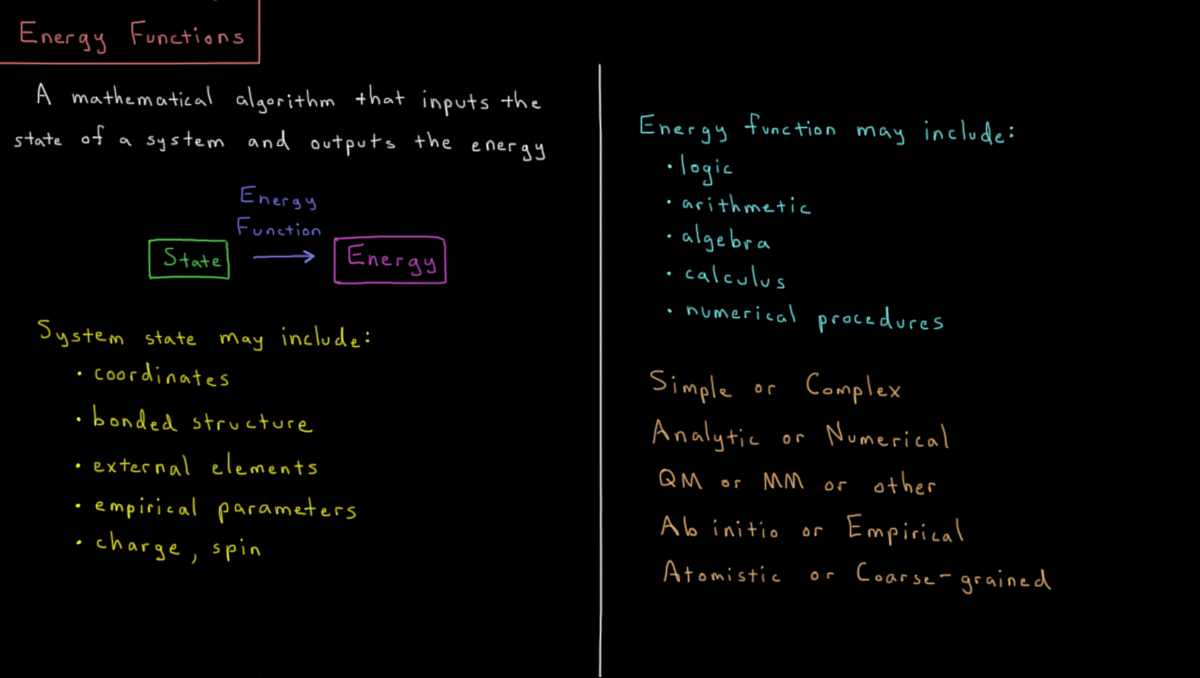 Energy Functions
A mathematical algorithm that inputs the
state of a system and outputs the energy
Energy
Function
State
Energy
System state may include:
• coordinates
• bonded structure
• external elements
• empirical parameters
• charge, spin
Energy function may include:
• logic
• arithmetic
• algebra
• calculus
• numerical procedures
Simple or Complex
Analytic or Numerical
QM or MM or other
Ab initio or Empirical
Atomistic or Coarse-grained